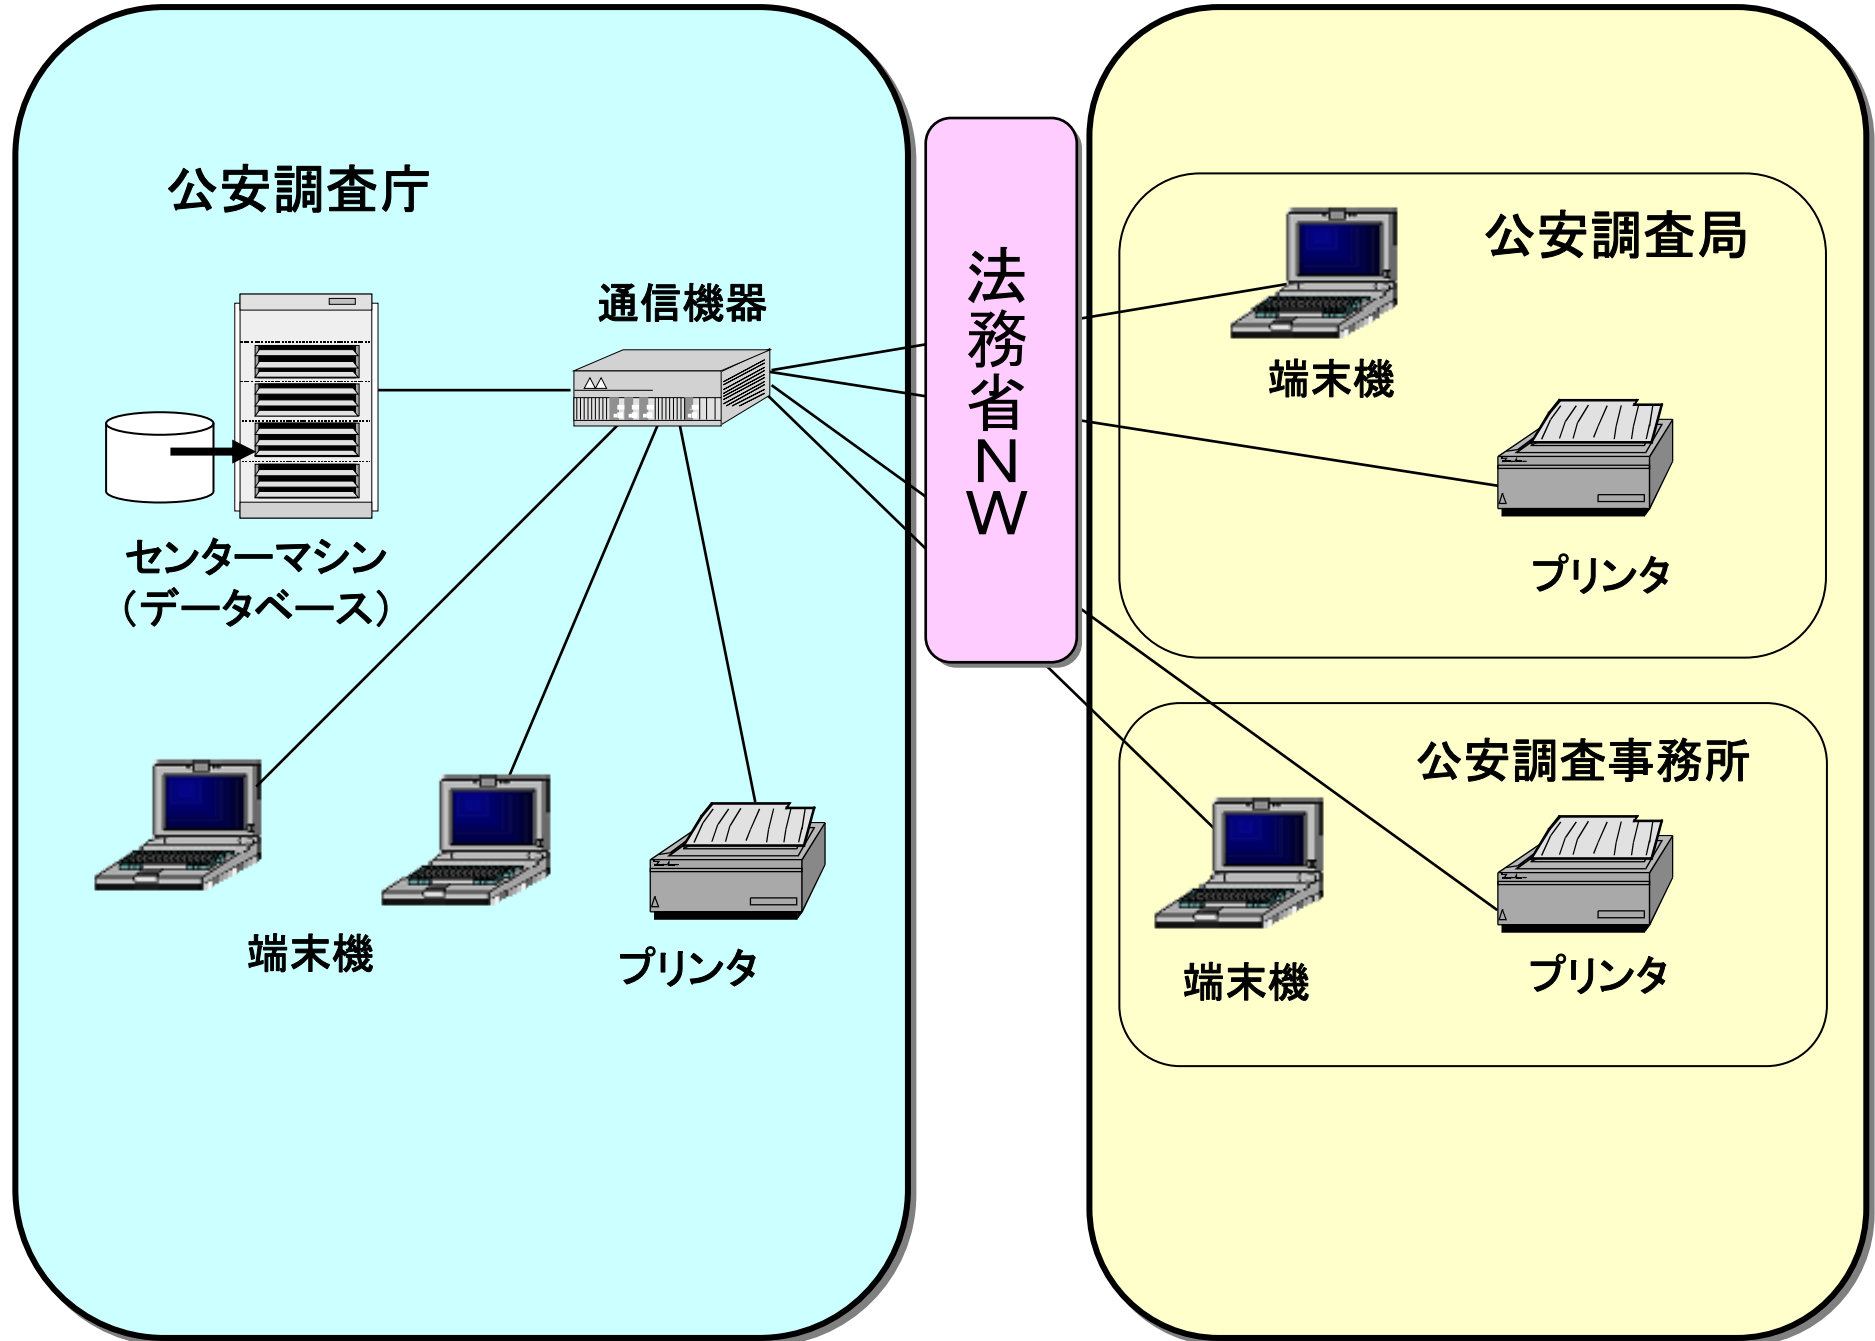 公安調査庁
通信機器
センターマシン
（データベース）
端末機
プリンタ
法務省ＮＷ
公安調査局
端末機
プリンタ
公安調査事務所
端末機
プリンタ